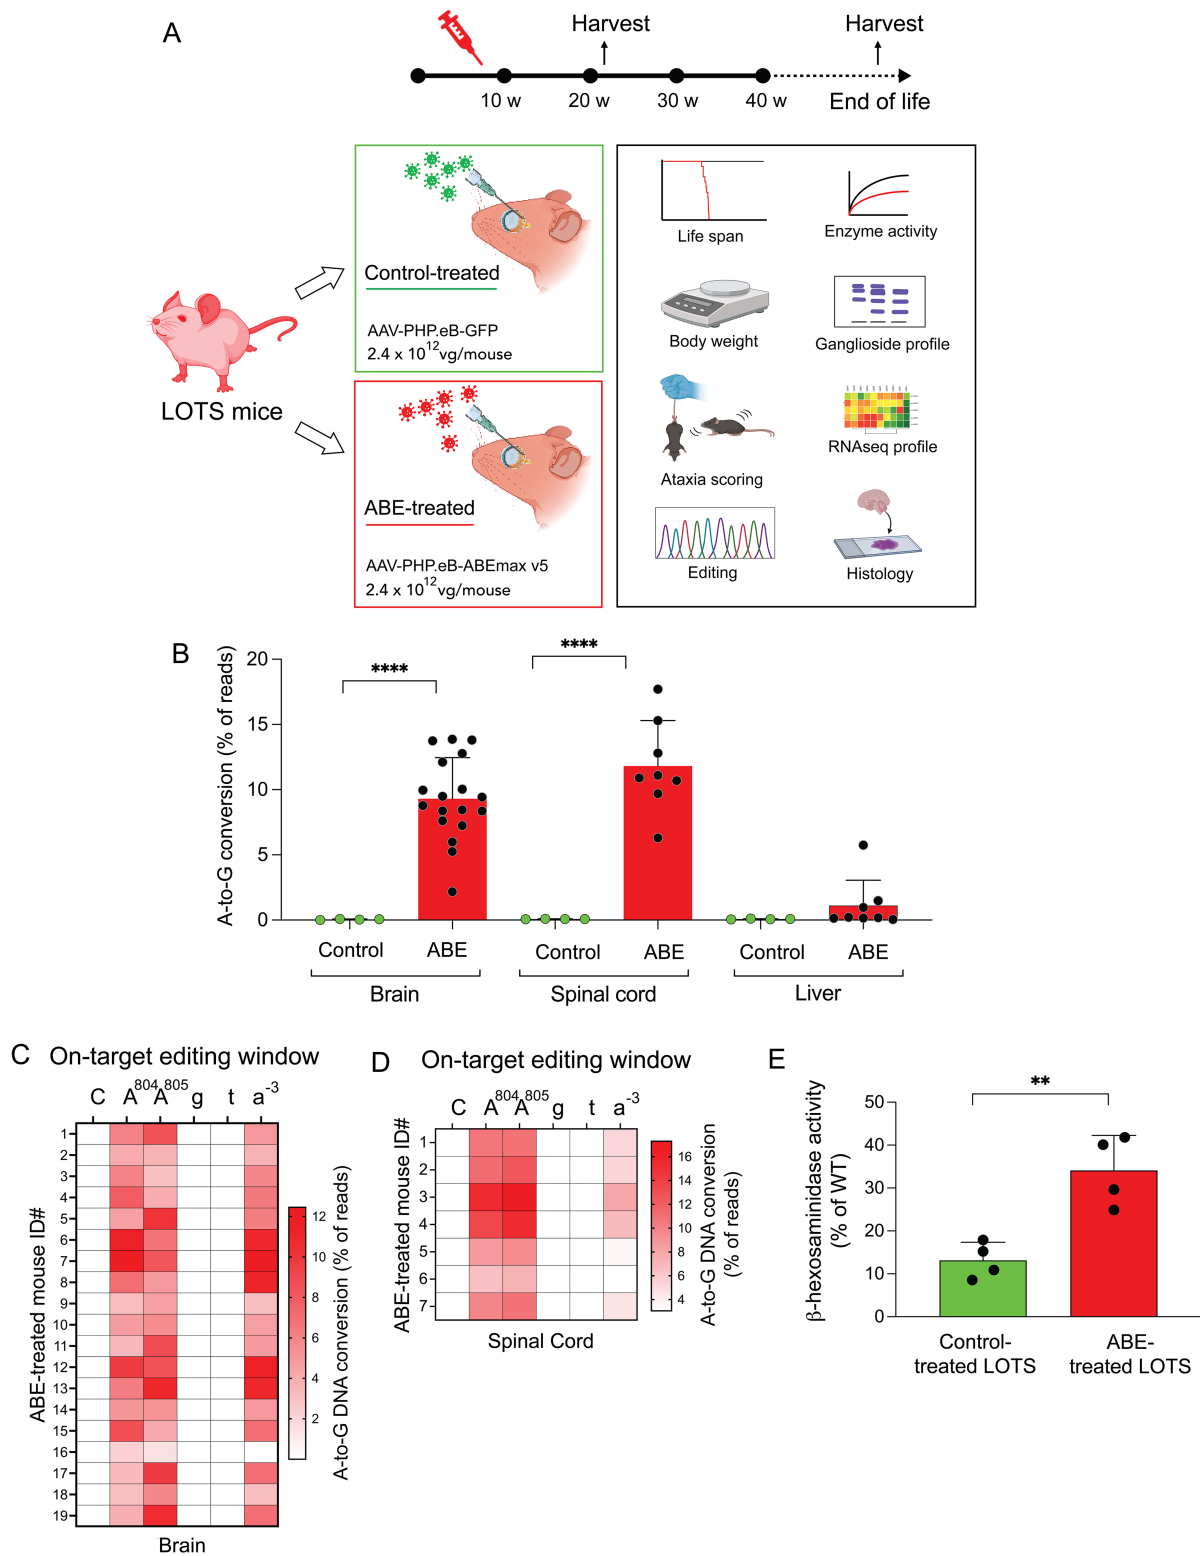 A
Harvest
Harvest
10 w
20 w
30 w
40 w
End of life
LOTS mice
Control-treated
AAV-PHP.eB-GFP
2.4 x 10¹²vg/mouse
ABE-treated
AAV-PHP.eB-ABEmax v5
2.4 x 10¹²vg/mouse
Life span
Enzyme activity
Body weight
Ganglioside profile
Ataxia scoring
RNAseq profile
Editing
Histology
B
A-to-G conversion (% of reads)
20
15
10
5
0
****
****
Control
ABE
Control
ABE
Control
ABE
Brain
Spinal cord
Liver
C
On-target editing window
C A⁸⁰⁴ A⁸⁰⁵ g t a⁻³
ABE-treated mouse ID#
1
2
3
4
5
6
7
8
9
10
11
12
13
14
15
16
17
18
19
Brain
12
10
8
6
4
2
A-to-G DNA conversion (% of reads)
D
On-target editing window
C A⁸⁰⁴ A⁸⁰⁵ g t a⁻³
ABE-treated mouse ID#
1
2
3
4
5
6
7
Spinal Cord
16
14
12
10
8
6
4
A-to-G DNA conversion
(% of reads)
E
β-hexosaminidase activity
(% of WT)
50
40
30
20
10
0
**
Control-
treated LOTS
ABE-
treated LOTS